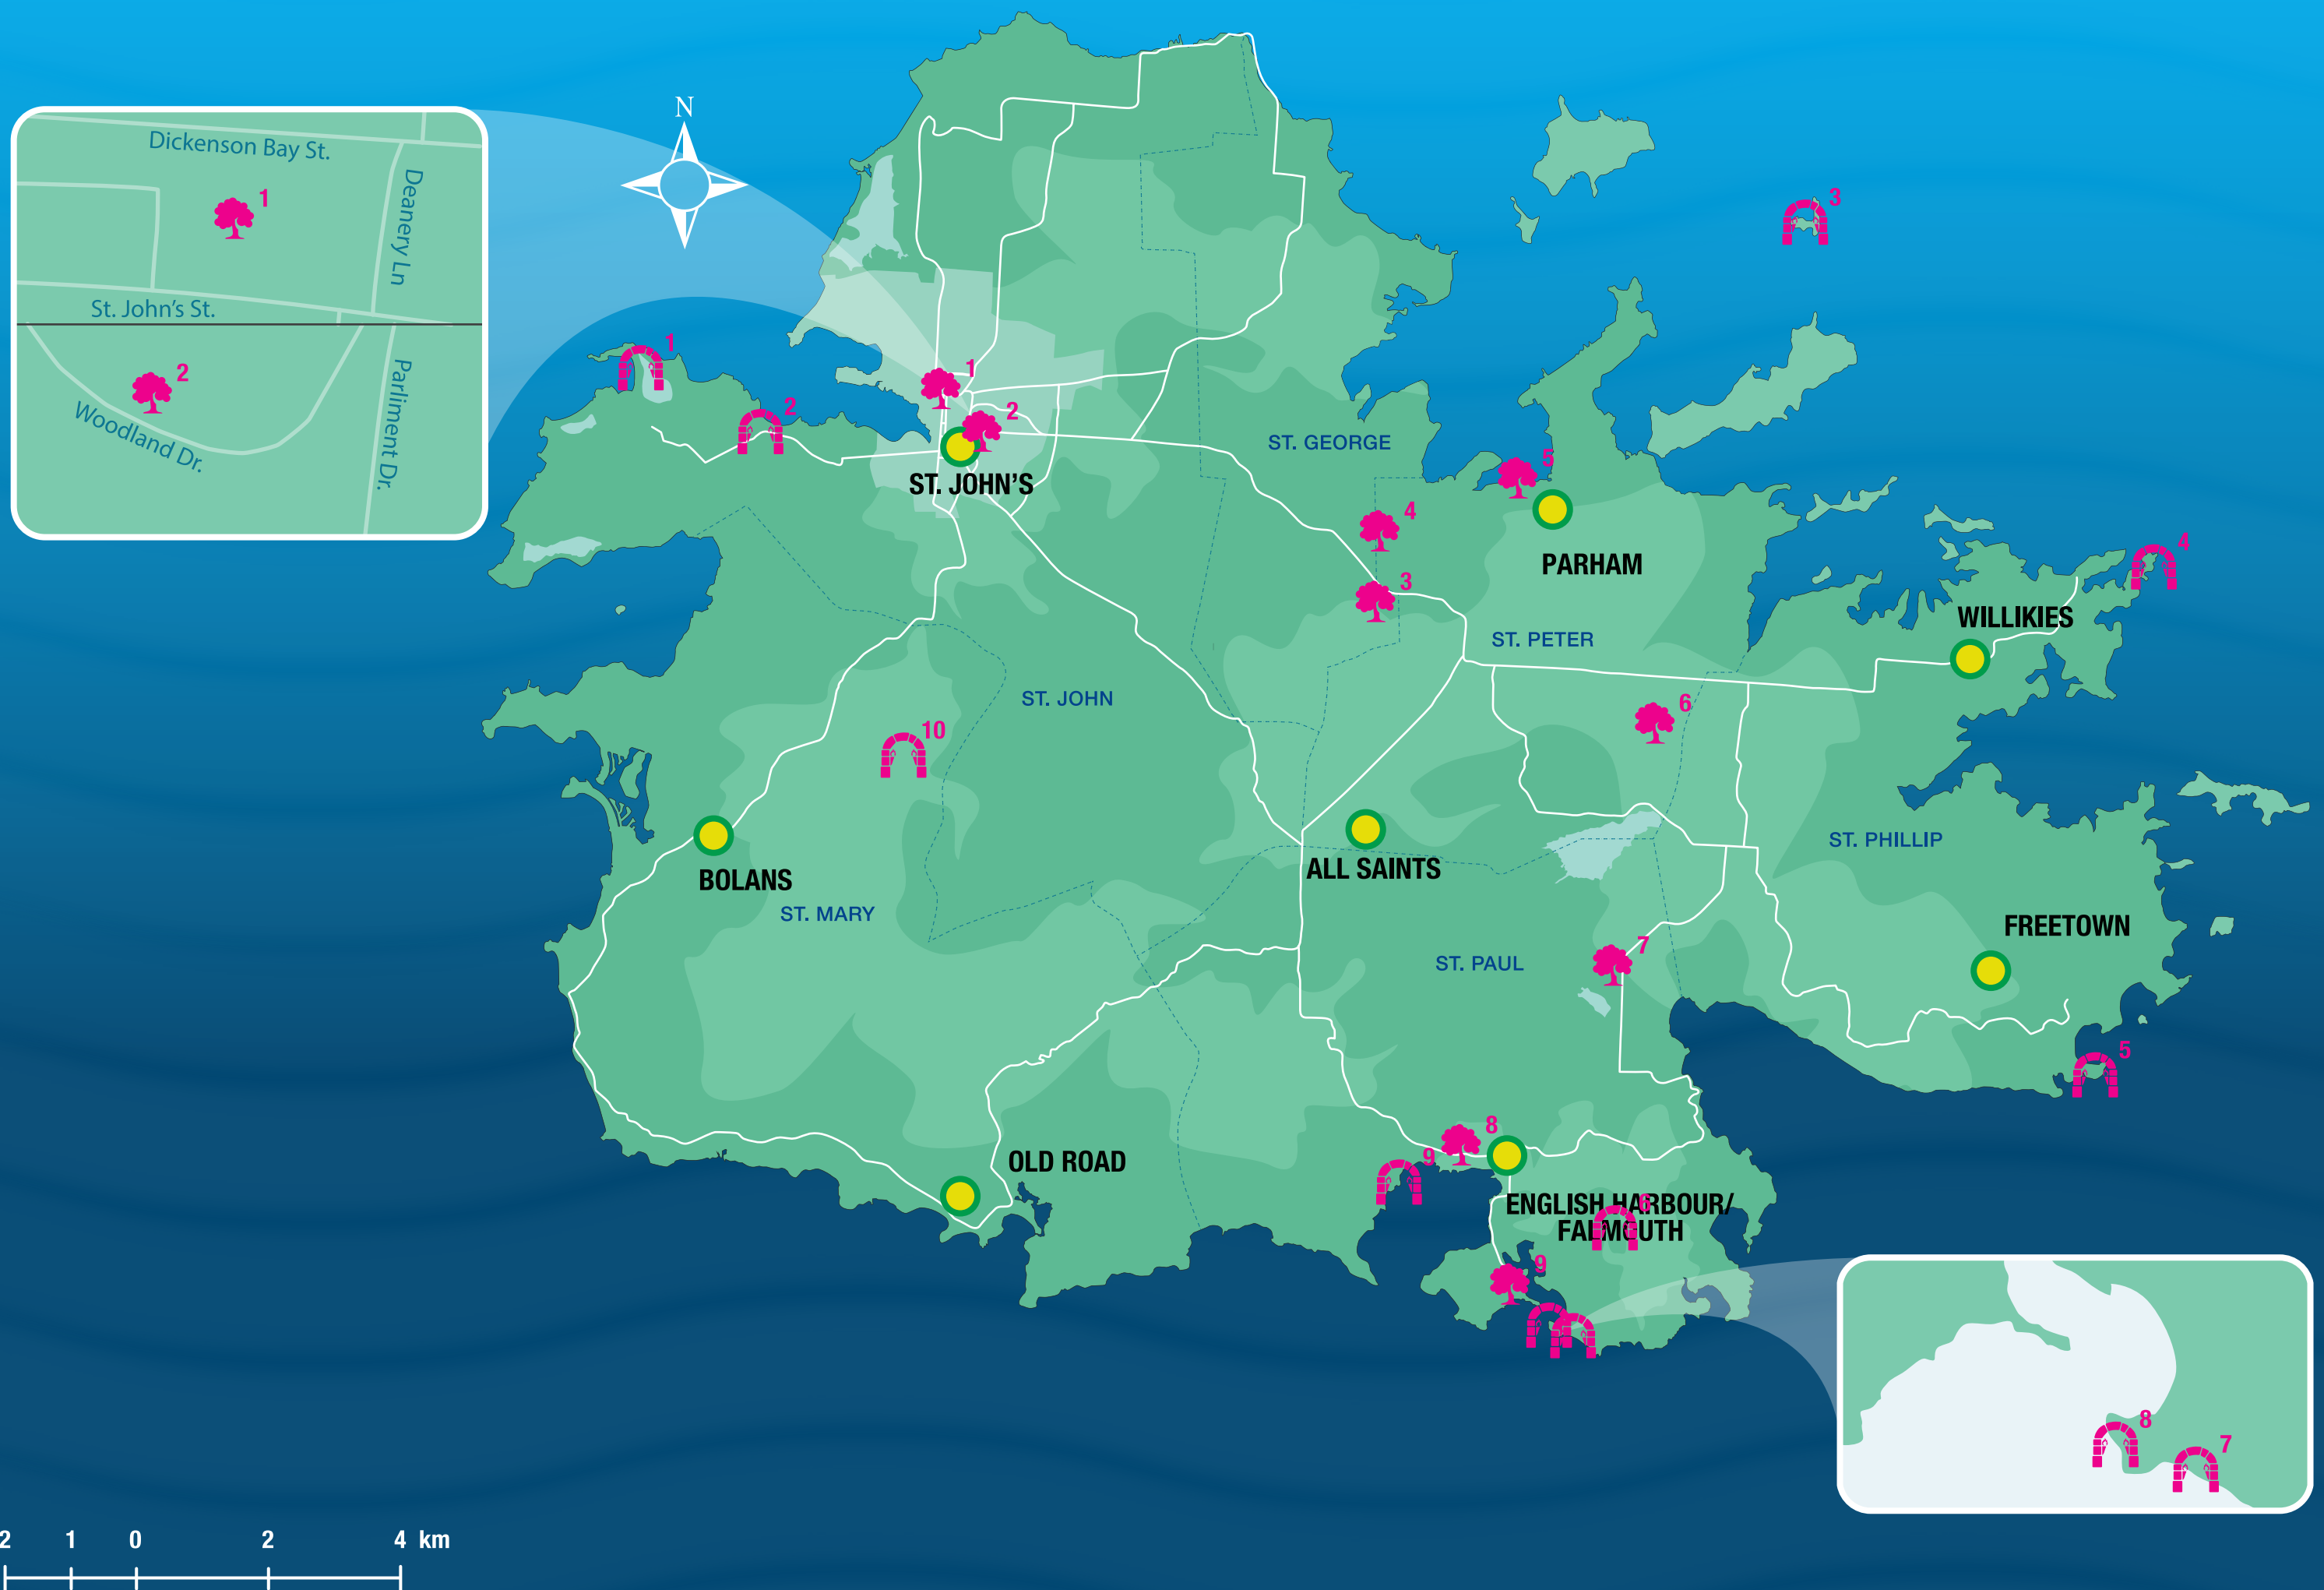 N
Dickenson Bay St.
1
Deanery Ln
St. John's St.
2
Woodland Dr.
Parliment Dr.
3
1
2
1
2
ST. JOHN'S
ST. GEORGE
5
4
PARHAM
3
4
WILLIKIES
ST. PETER
ST. JOHN
6
10
BOLANS
ST. MARY
ALL SAINTS
ST. PHILLIP
FREETOWN
7
ST. PAUL
5
8
9
OLD ROAD
ENGLISH HARBOUR/
6
FALMOUTH
9
8
7
2 1 0 2 4 km